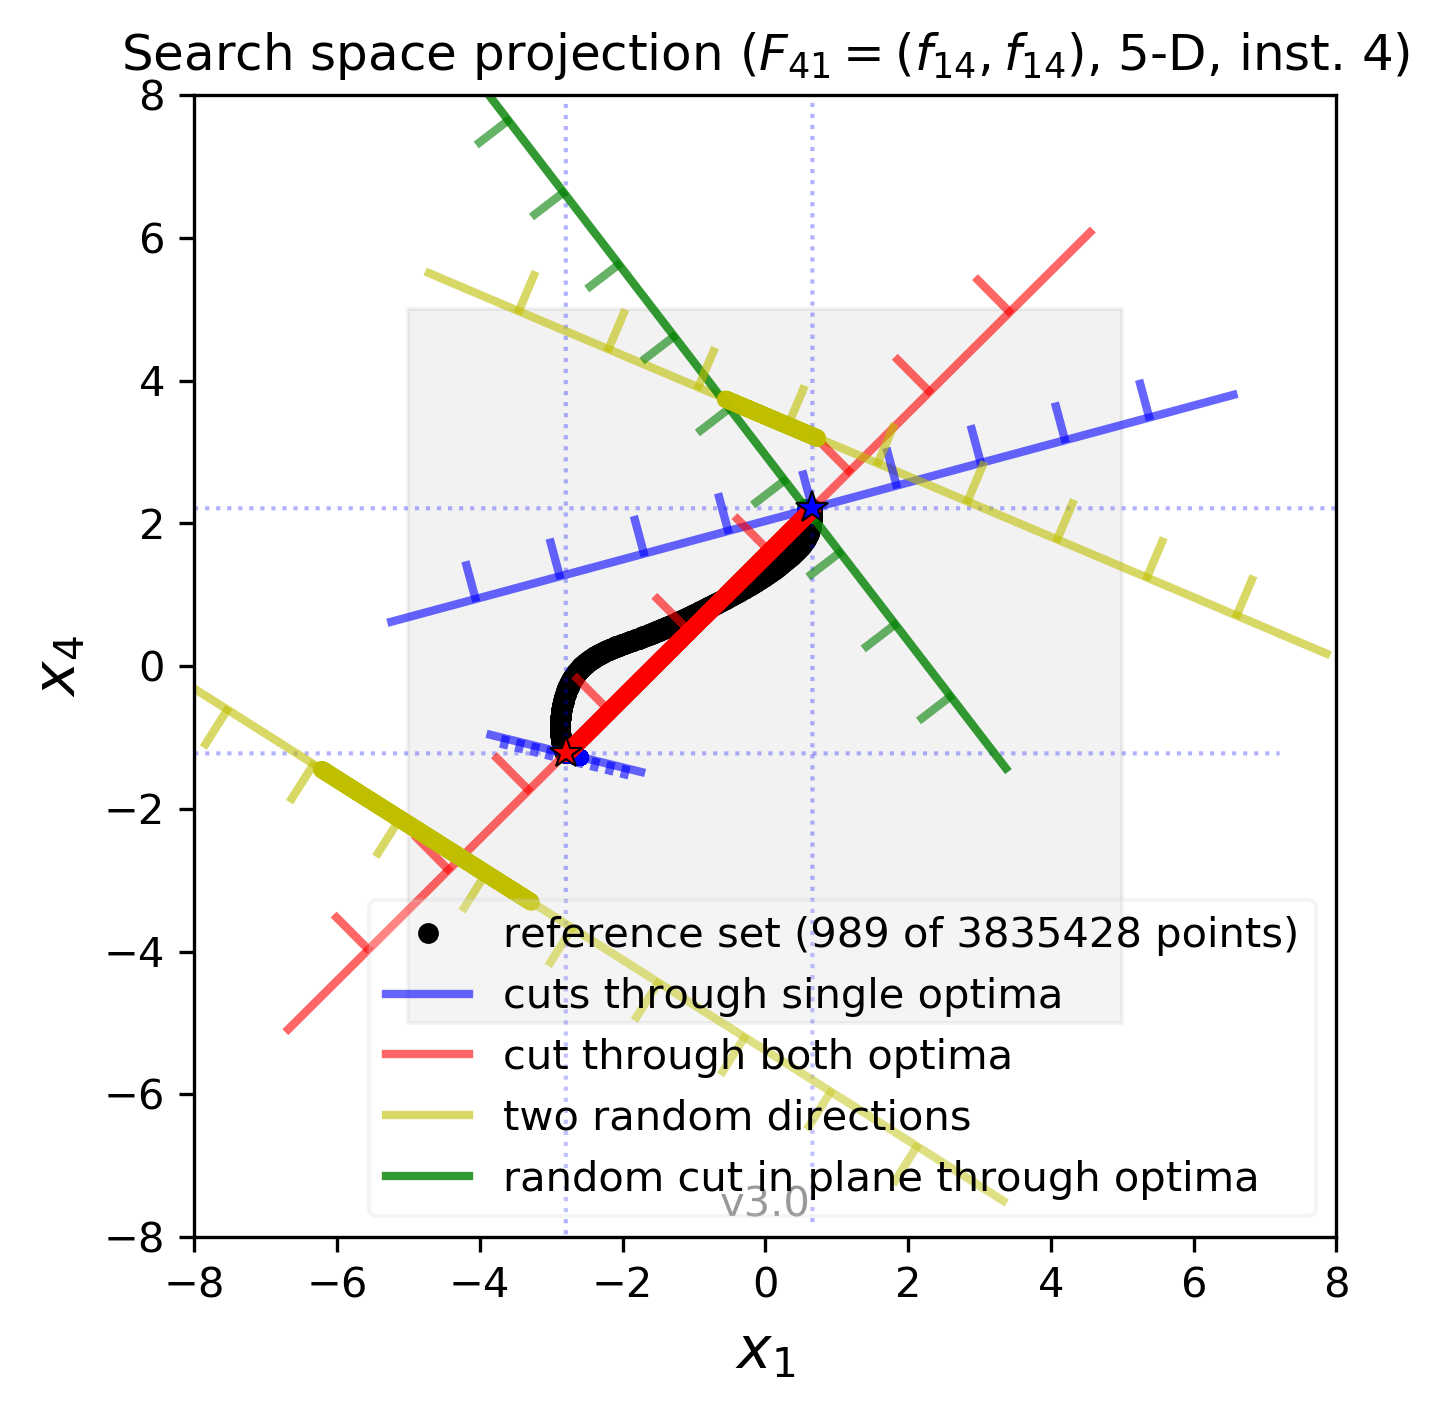 Search space projection (F₄₁ = (f₁₄, f₁₄), 5-D, inst. 4)
8
6
4
2
0
−2
−4
−6
−8
x₄
reference set (989 of 3835428 points)
cuts through single optima
cut through both optima
two random directions
random cut in plane through optima
v3.0
−8 −6 −4 −2 0 2 4 6 8
x₁